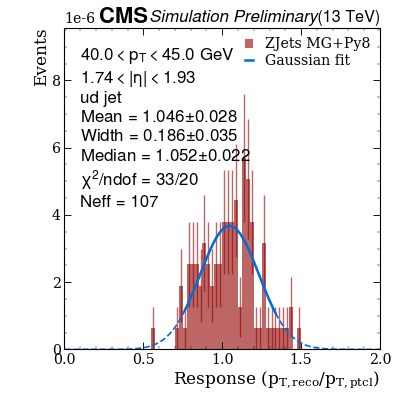 1e-6 CMS Simulation Preliminary (13 TeV)
Events
40.0 < p_T < 45.0 GeV
1.74 < |η| < 1.93
ud jet
Mean = 1.046±0.028
Width = 0.186±0.035
Median = 1.052±0.022
χ²/ndof = 33/20
Neff = 107
ZJets MG+Py8
Gaussian fit
8
6
4
2
0
0.0 0.5 1.0 1.5 2.0
Response (p_T,reco/p_T,ptcl)